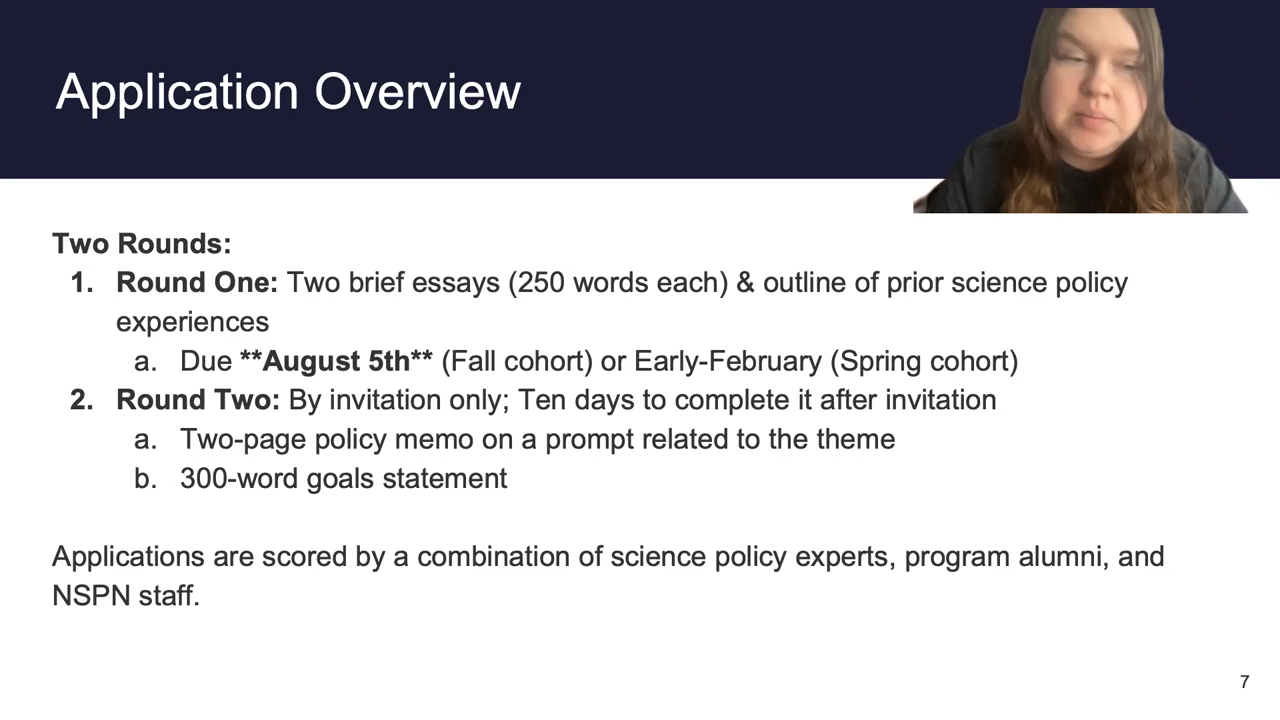 Application Overview
Two Rounds:
1. Round One: Two brief essays (250 words each) & outline of prior science policy
experiences
a. Due **August 5th** (Fall cohort) or Early-February (Spring cohort)
2. Round Two: By invitation only; Ten days to complete it after invitation
a. Two-page policy memo on a prompt related to the theme
b. 300-word goals statement
Applications are scored by a combination of science policy experts, program alumni, and
NSPN staff.
7